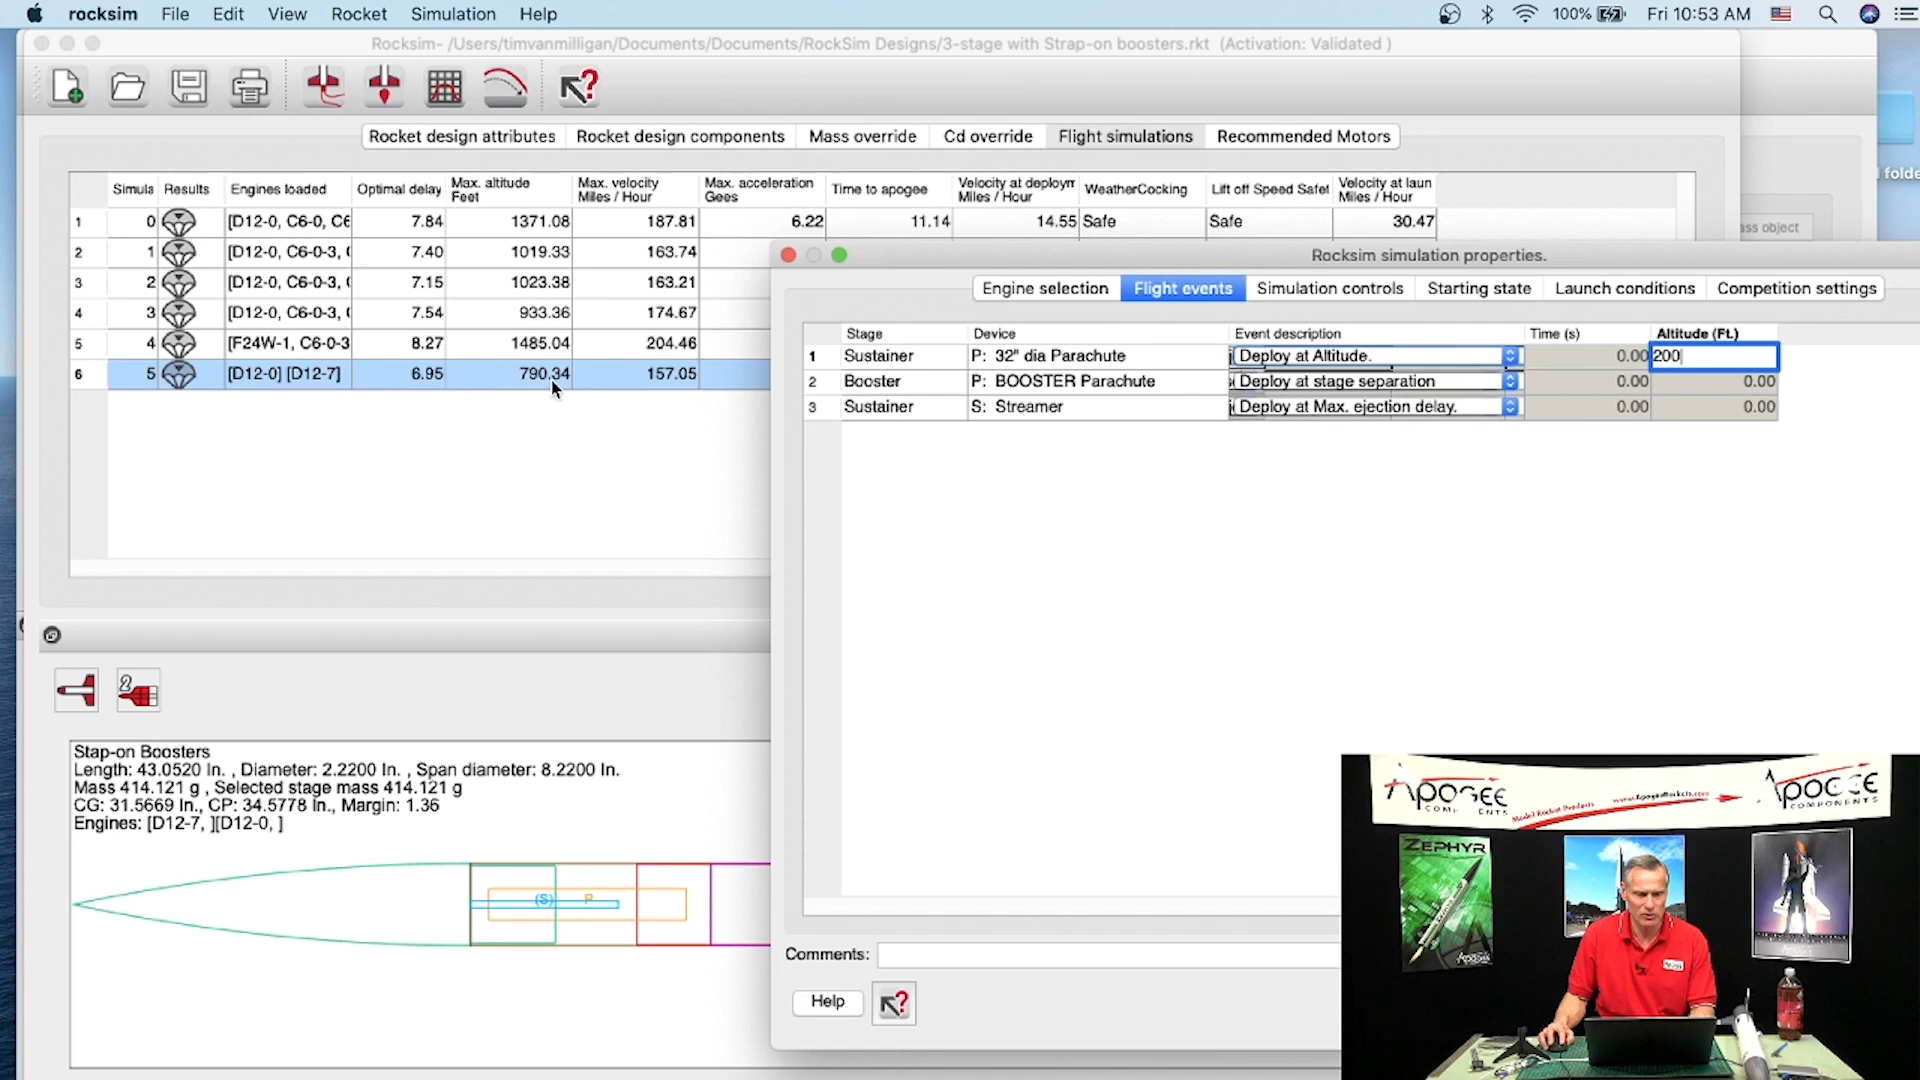 rocksim File Edit View Rocket Simulation Help 100% Fri 10:53 AM
Rocksim- /Users/timvanmilligan/Documents/Documents/RockSim Designs/3-stage with Strap-on boosters.rkt (Activation: Validated )
Rocket design attributes Rocket design components Mass override Cd override Flight simulations Recommended Motors
Simula Results Engines loaded Optimal delay Max. altitude Feet Max. velocity Miles / Hour Max. acceleration Gees Time to apogee Velocity at deploym Miles / Hour WeatherCocking Lift off Speed Safet Velocity at laun Miles / Hour
1 0 [D12-0, C6-0, C6 7.84 1371.08 187.81 6.22 11.14 14.55 Safe Safe 30.47
2 1 [D12-0, C6-0-3, ( 7.40 1019.33 163.74
3 2 [D12-0, C6-0-3, ( 7.15 1023.38 163.21
4 3 [D12-0, C6-0-3, ( 7.54 933.36 174.67
5 4 [F24W-1, C6-0-3 8.27 1485.04 204.46
6 5 [D12-0] [D12-7] 6.95 790.34 157.05
folde
ass object
Rocksim simulation properties.
Engine selection Flight events Simulation controls Starting state Launch conditions Competition settings
Stage Device Event description Time (s) Altitude (Ft.)
1 Sustainer P: 32" dia Parachute Deploy at Altitude. 0.00 200
2 Booster P: BOOSTER Parachute Deploy at stage separation 0.00 0.00
3 Sustainer S: Streamer Deploy at Max. ejection delay. 0.00 0.00
Comments:
Help
2
Stap-on Boosters
Length: 43.0520 In. , Diameter: 2.2200 In. , Span diameter: 8.2200 In.
Mass 414.121 g , Selected stage mass 414.121 g
CG: 31.5669 In., CP: 34.5778 In., Margin: 1.36
Engines: [D12-7, ][D12-0, ]
(S) P
Apogee
Model Rocket Products www.ApogeeRockets.com
COMPONENTS
ZEPHYR
Apogee